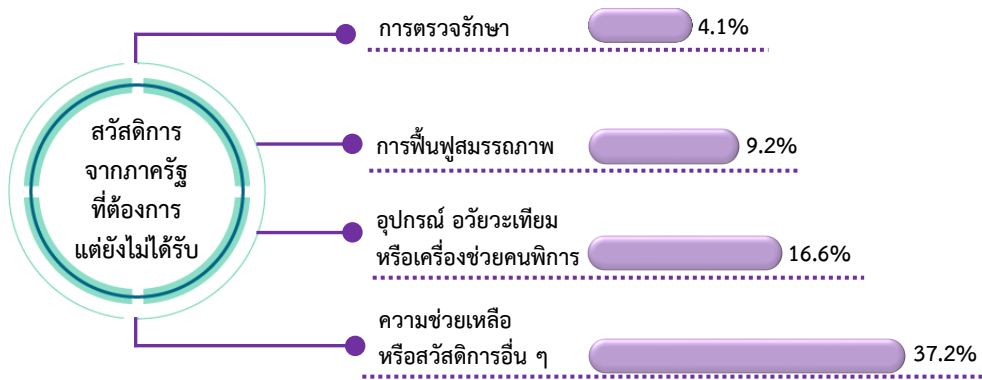 สวัสดิการ
จากภาครัฐ
ที่ต้องการ
แต่ยังไม่ได้รับ
การตรวจรักษา 4.1%
การฟื้นฟูสมรรถภาพ 9.2%
อุปกรณ์ อวัยวะเทียม
หรือเครื่องช่วยคนพิการ 16.6%
ความช่วยเหลือ
หรือสวัสดิการอื่น ๆ 37.2%